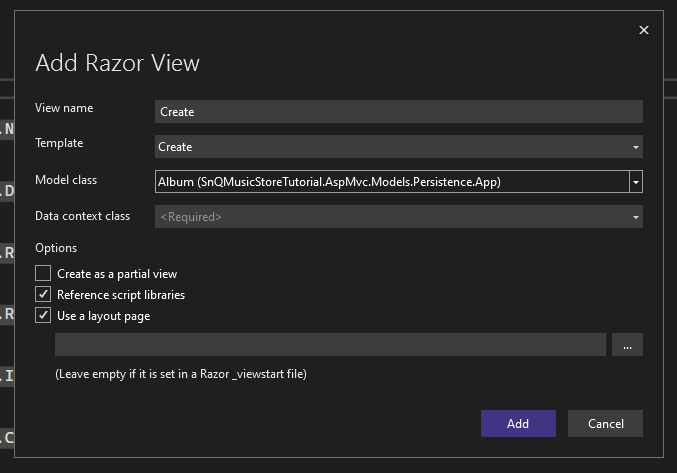 Add Razor View
View name Create
Template Create
Model class Album (SnQMusicStoreTutorial.AspMvc.Models.Persistence.App)
Data context class <Required>
Options
Create as a partial view
Reference script libraries
Use a layout page
...
(Leave empty if it is set in a Razor _viewstart file)
Add Cancel
.N
.D
.R
.R
.I
.C